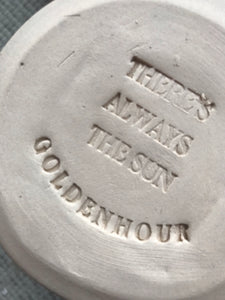 THERE'S
ALWAYS
THE SUN
GOLDENHOUR